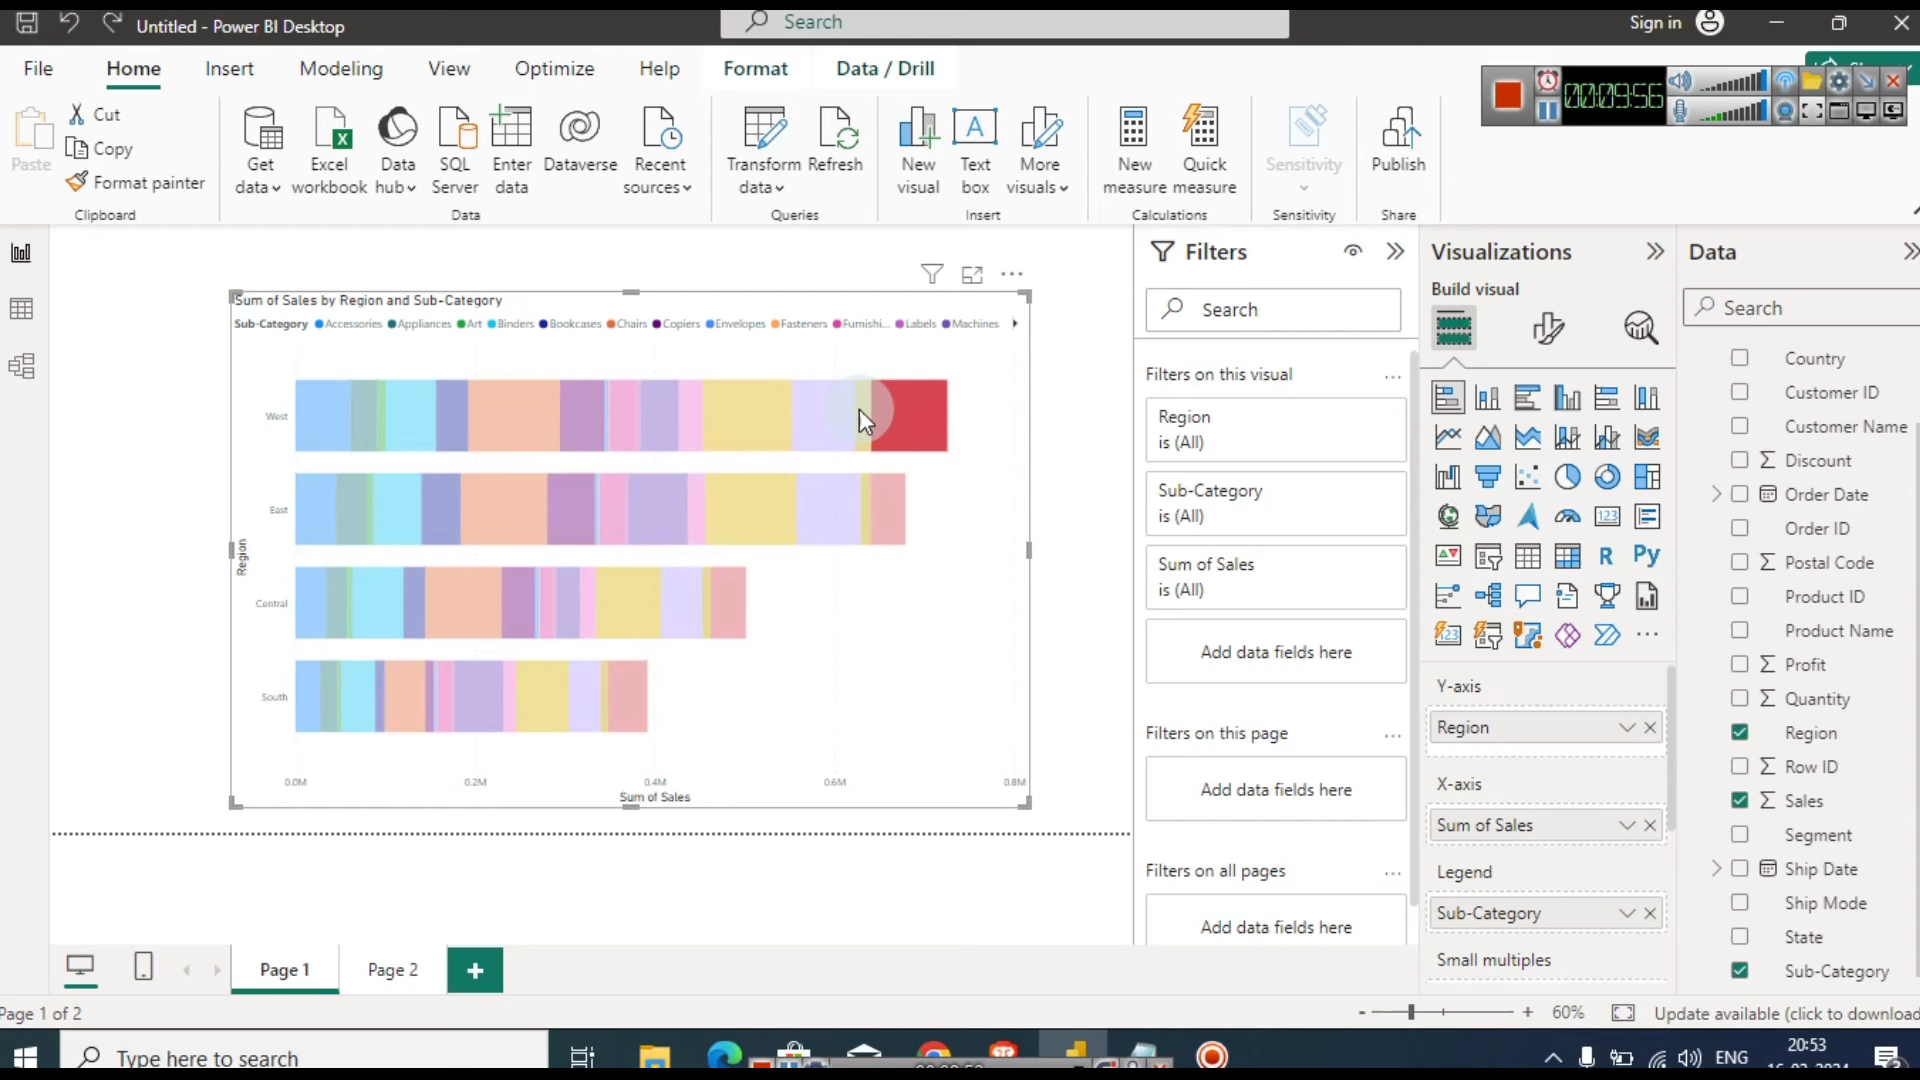 Untitled - Power BI Desktop
Search
Sign in
File
Home
Insert
Modeling
View
Optimize
Help
Format
Data / Drill
00:09:56
Paste
Cut
Copy
Format painter
Clipboard
Get data
Excel workbook
Data hub
SQL Server
Enter data
Dataverse
Recent sources
Data
Transform data
Refresh
Queries
New visual
Text box
More visuals
Insert
New measure
Quick measure
Calculations
Sensitivity
Sensitivity
Publish
Share
Sum of Sales by Region and Sub-Category
Sub-Category Accessories Appliances Art Binders Bookcases Chairs Copiers Envelopes Fasteners Furnishi... Labels Machines
West
East
Central
South
Region
0.0M 0.2M 0.4M 0.6M 0.8M
Sum of Sales
Filters
Search
Filters on this visual
Region
is (All)
Sub-Category
is (All)
Sum of Sales
is (All)
Add data fields here
Filters on this page
Add data fields here
Filters on all pages
Add data fields here
Visualizations
Build visual
123
R
Py
123
Y-axis
Region
X-axis
Sum of Sales
Legend
Sub-Category
Small multiples
Data
Search
Country
Customer ID
Customer Name
Discount
Order Date
Order ID
Postal Code
Product ID
Product Name
Profit
Quantity
Region
Row ID
Sales
Segment
Ship Date
Ship Mode
State
Sub-Category
Page 1
Page 2
Page 1 of 2
60%
Update available (click to download
Type here to search
ENG
20:53